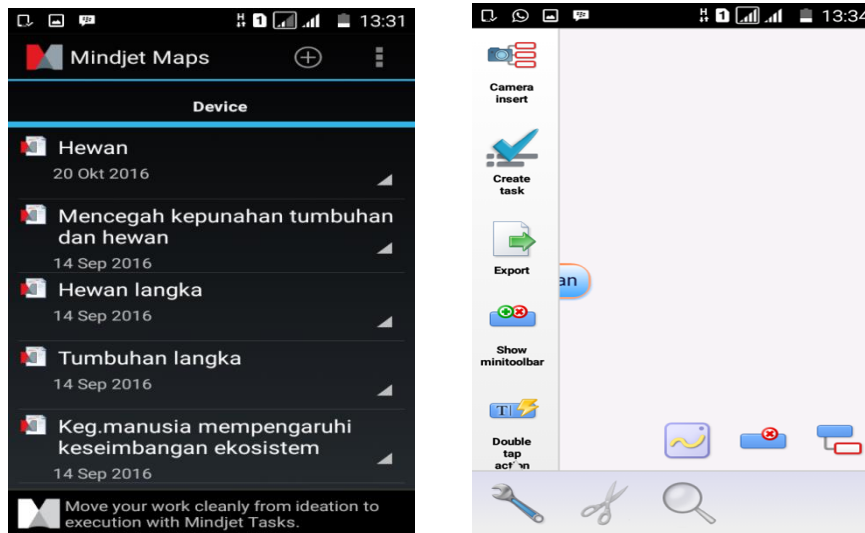 H 1 13:31
Mindjet Maps
Device
Hewan
20 Okt 2016
Mencegah kepunahan tumbuhan
dan hewan
14 Sep 2016
Hewan langka
14 Sep 2016
Tumbuhan langka
14 Sep 2016
Keg.manusia mempengaruhi
keseimbangan ekosistem
14 Sep 2016
Move your work cleanly from ideation to
execution with Mindjet Tasks.
H 1 13:34
Camera
insert
Create
task
Export
an
Show
minitoolbar
T
Double
tap
action